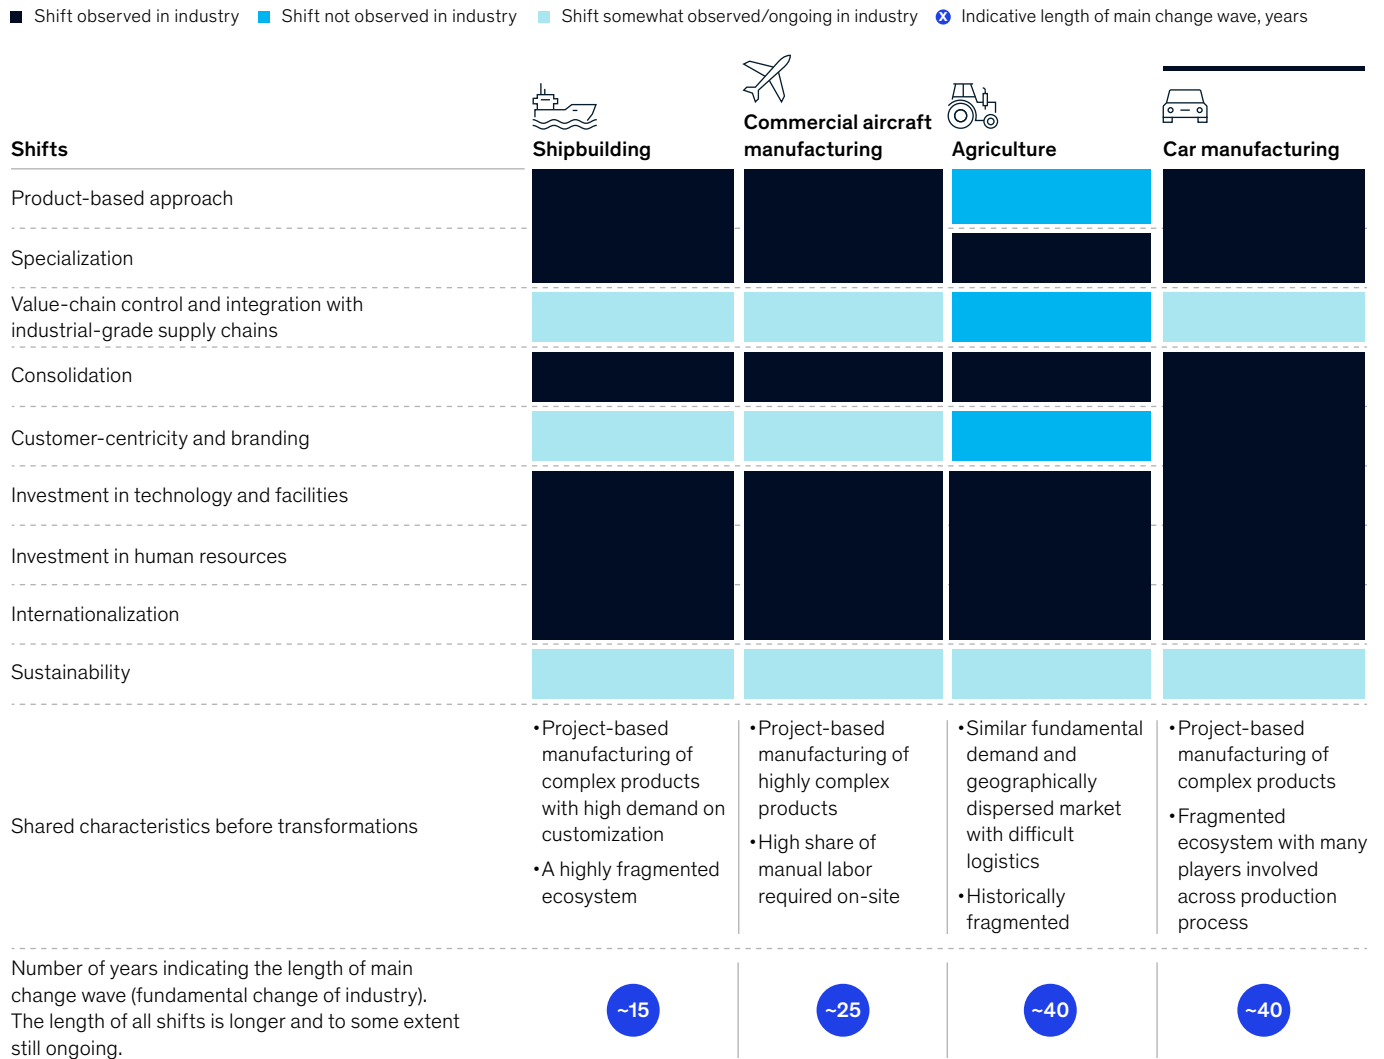 Shift observed in industry Shift not observed in industry Shift somewhat observed/ongoing in industry X Indicative length of main change wave, years
Shifts
Shipbuilding
Commercial aircraft
manufacturing
Agriculture
Car manufacturing
Product-based approach
Specialization
Value-chain control and integration with
industrial-grade supply chains
Consolidation
Customer-centricity and branding
Investment in technology and facilities
Investment in human resources
Internationalization
Sustainability
Shared characteristics before transformations
•Project-based
manufacturing of
complex products
with high demand on
customization
•A highly fragmented
ecosystem
•Project-based
manufacturing of
highly complex
products
•High share of
manual labor
required on-site
•Similar fundamental
demand and
geographically
dispersed market
with difficult
logistics
•Historically
fragmented
•Project-based
manufacturing of
complex products
•Fragmented
ecosystem with many
players involved
across production
process
Number of years indicating the length of main
change wave (fundamental change of industry).
The length of all shifts is longer and to some extent
still ongoing.
~15
~25
~40
~40